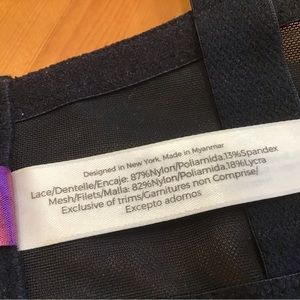 Designed in New York, Made in Myanmar
Lace/Dentelle/Encaje: 87%Nylon/Poliamida,13%Spandex
Mesh/Filets/Malla: 82%Nylon/Poliamida,18%Lycra
Exclusive of trims/Garnitures non Comprise/
Excepto adornos